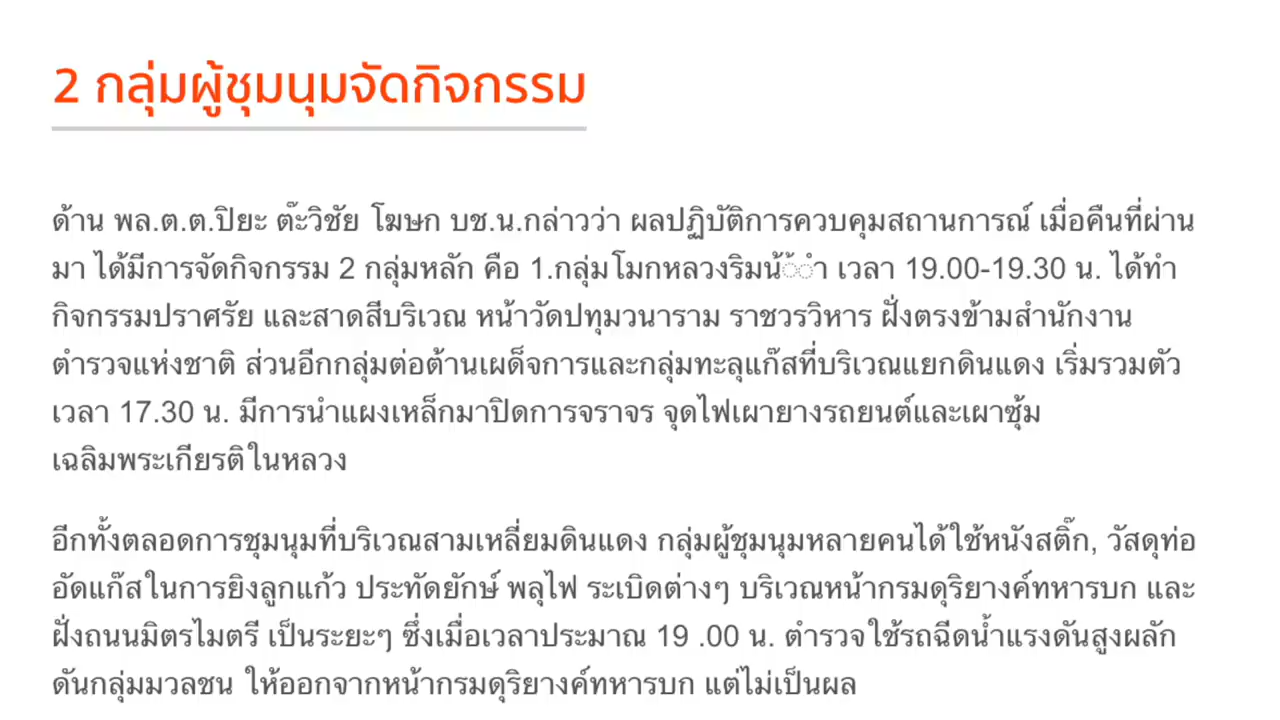 2 กลุ่มผู้ชุมนุมจัดกิจกรรม
ด้าน พล.ต.ต.ปิยะ ต๊ะวิชัย โฆษก บช.น.กล่าวว่า ผลปฏิบัติการควบคุมสถานการณ์ เมื่อคืนที่ผ่าน
มา ได้มีการจัดกิจกรรม 2 กลุ่มหลัก คือ 1.กลุ่มโมกหลวงริมน้้ำ เวลา 19.00-19.30 น. ได้ทำ
กิจกรรมปราศรัย และสาดสีบริเวณ หน้าวัดปทุมวนาราม ราชวรวิหาร ฝั่งตรงข้ามสำนักงาน
ตำรวจแห่งชาติ ส่วนอีกกลุ่มต่อต้านเผด็จการและกลุ่มทะลุแก๊สที่บริเวณแยกดินแดง เริ่มรวมตัว
เวลา 17.30 น. มีการนำแผงเหล็กมาปิดการจราจร จุดไฟเผายางรถยนต์และเผาซุ้ม
เฉลิมพระเกียรติในหลวง
อีกทั้งตลอดการชุมนุมที่บริเวณสามเหลี่ยมดินแดง กลุ่มผู้ชุมนุมหลายคนได้ใช้หนังสติ๊ก, วัสดุท่อ
อัดแก๊สในการยิงลูกแก้ว ประทัดยักษ์ พลุไฟ ระเบิดต่างๆ บริเวณหน้ากรมดุริยางค์ทหารบก และ
ฝั่งถนนมิตรไมตรี เป็นระยะๆ ซึ่งเมื่อเวลาประมาณ 19 .00 น. ตำรวจใช้รถฉีดน้ำแรงดันสูงผลัก
ดันกลุ่มมวลชน ให้ออกจากหน้ากรมดุริยางค์ทหารบก แต่ไม่เป็นผล